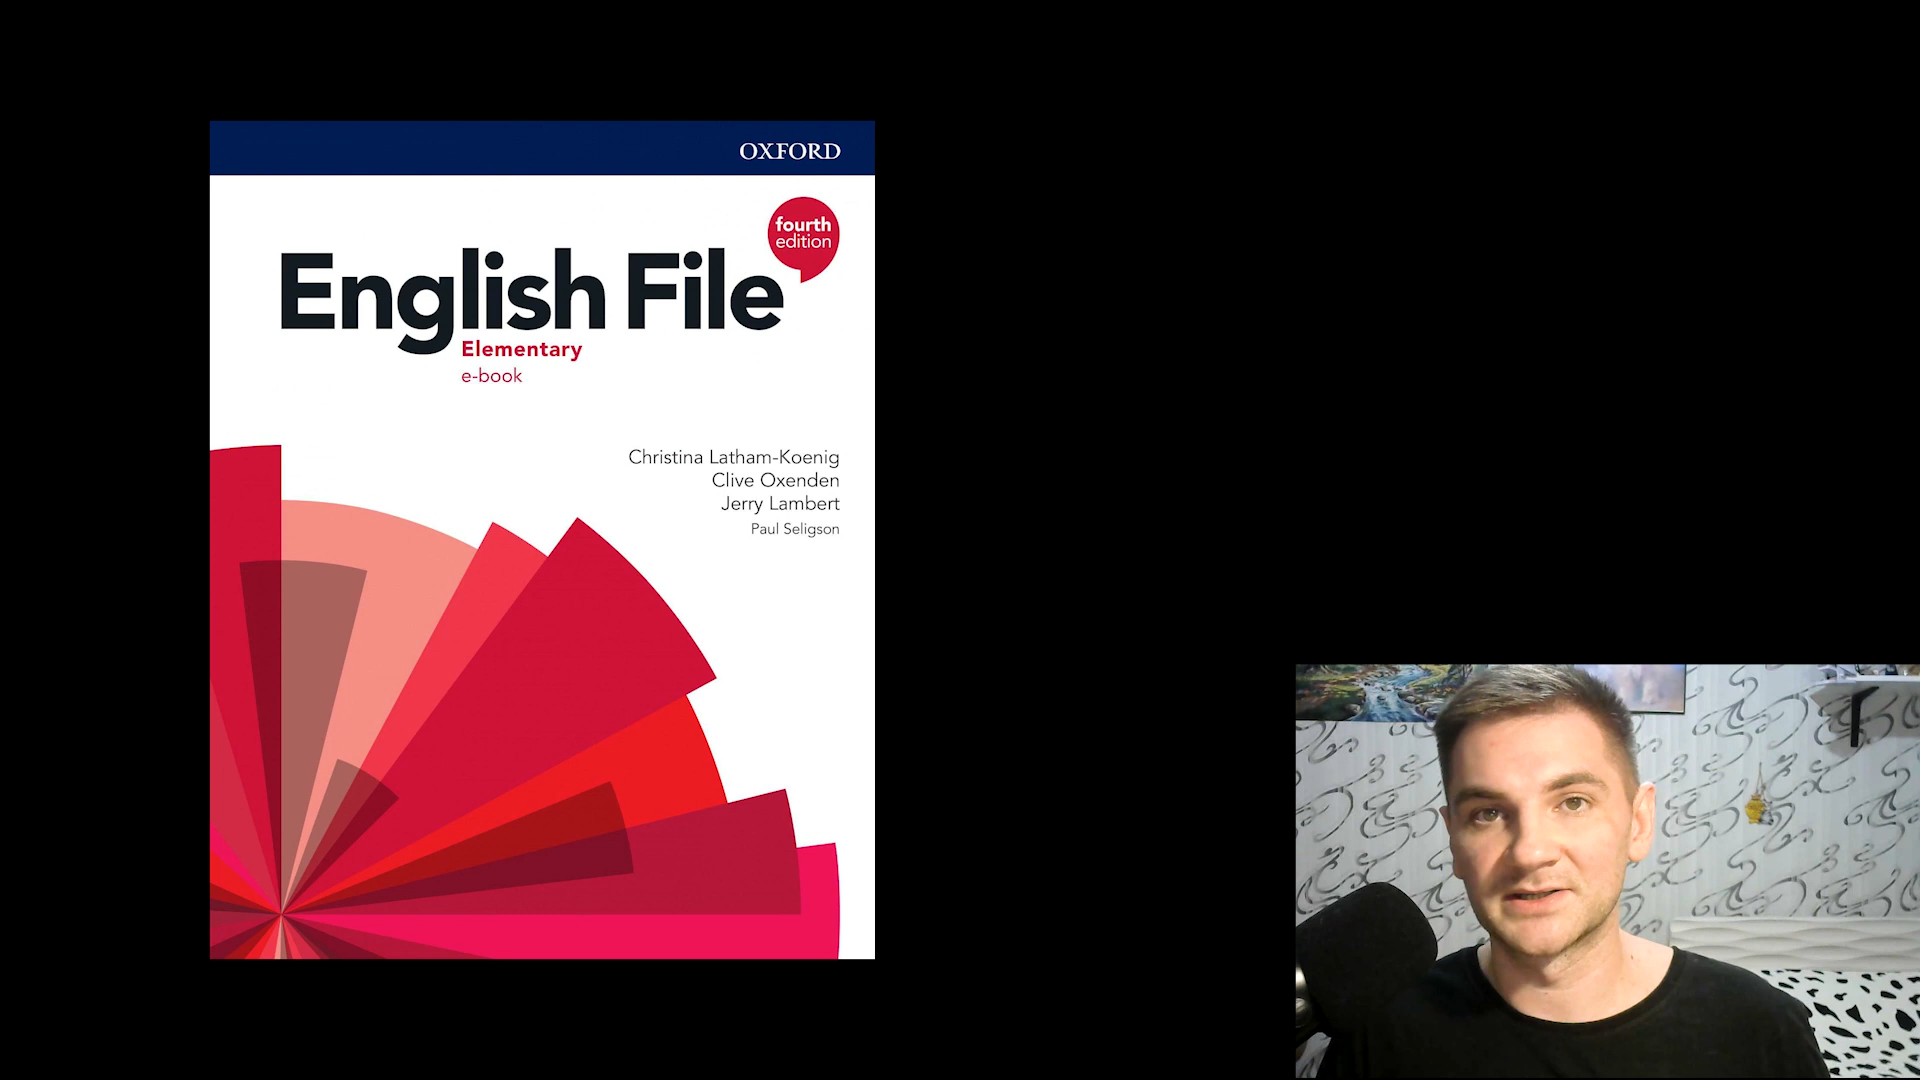 OXFORD
fourth
edition
English File
Elementary
e-book
Christina Latham-Koenig
Clive Oxenden
Jerry Lambert
Paul Seligson